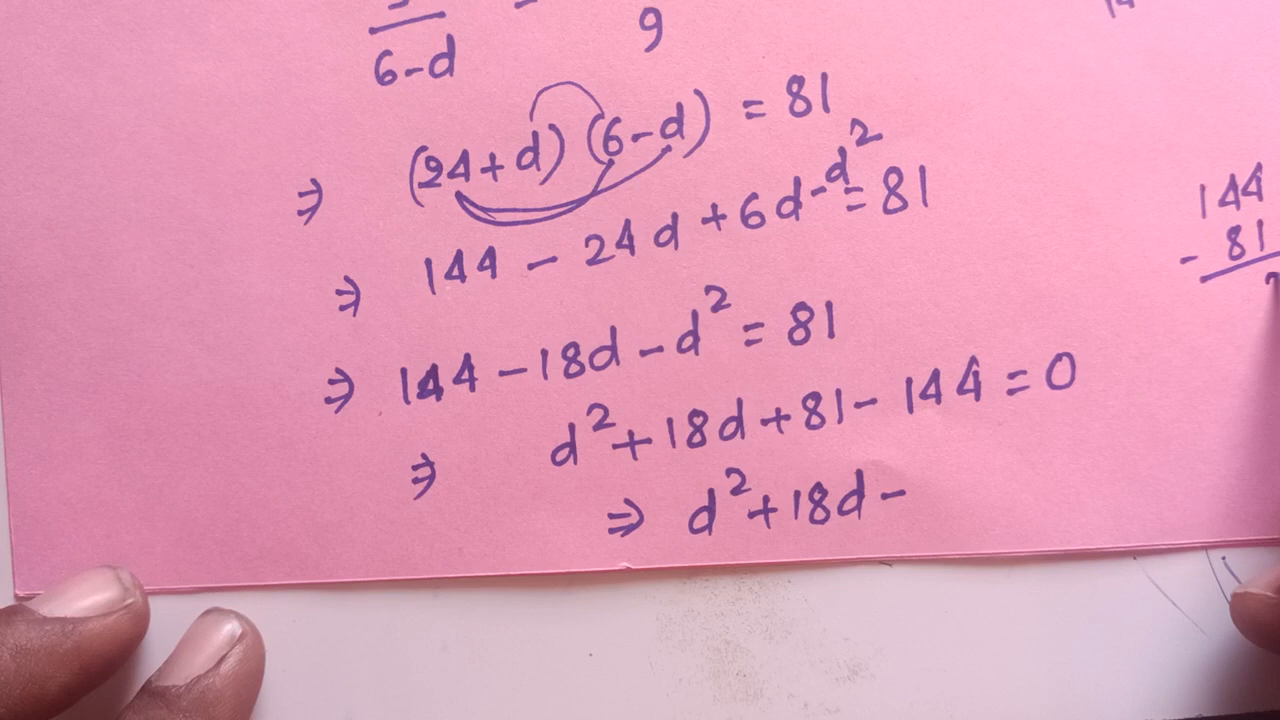 6-d
9
⇒ (24+d) (6-d) = 81
⇒ 144 - 24d + 6d - d² = 81
144
- 81
⇒ 144 - 18d - d² = 81
⇒ d² + 18d + 81 - 144 = 0
⇒ d² + 18d -